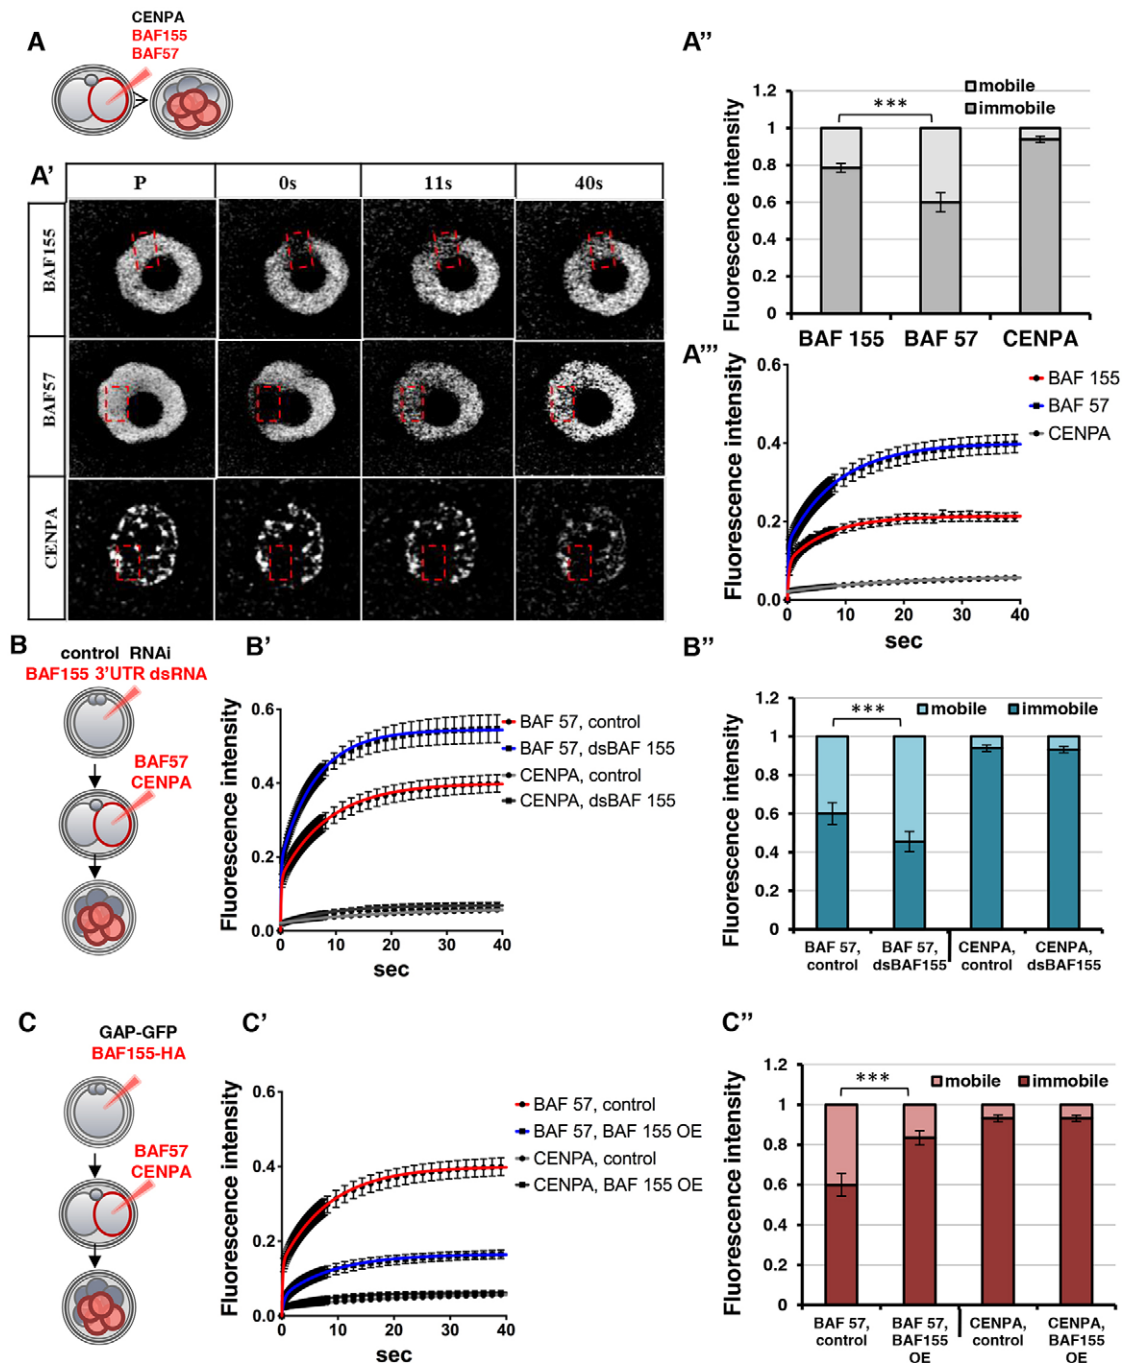 A
CENPA
BAF155
BAF57
A'
P
0s
11s
40s
BAF155
BAF57
CENPA
A''
mobile
immobile
***
Fluorescence intensity
1.2
1
0.8
0.6
0.4
0.2
0
BAF 155
BAF 57
CENPA
A'''
Fluorescence intensity
0.6
0.4
0.2
0.0
0
10
20
30
40
sec
BAF 155
BAF 57
CENPA
B
control RNAi
BAF155 3'UTR dsRNA
BAF57
CENPA
B'
Fluorescence intensity
0.6
0.4
0.2
0.0
0
10
20
30
40
sec
BAF 57, control
BAF 57, dsBAF 155
CENPA, control
CENPA, dsBAF 155
B''
Fluorescence intensity
1.2
1
0.8
0.6
0.4
0.2
0
***
mobile
immobile
BAF 57,
control
BAF 57,
dsBAF155
CENPA,
control
CENPA,
dsBAF155
C
GAP-GFP
BAF155-HA
BAF57
CENPA
C'
Fluorescence intensity
0.6
0.4
0.2
0.0
0
10
20
30
40
sec
BAF 57, control
BAF 57, BAF 155 OE
CENPA, control
CENPA, BAF 155 OE
C''
Fluorescence intensity
1.2
1
0.8
0.6
0.4
0.2
0
***
mobile
immobile
BAF 57,
control
BAF 57,
BAF155
OE
CENPA,
control
CENPA,
BAF155
OE